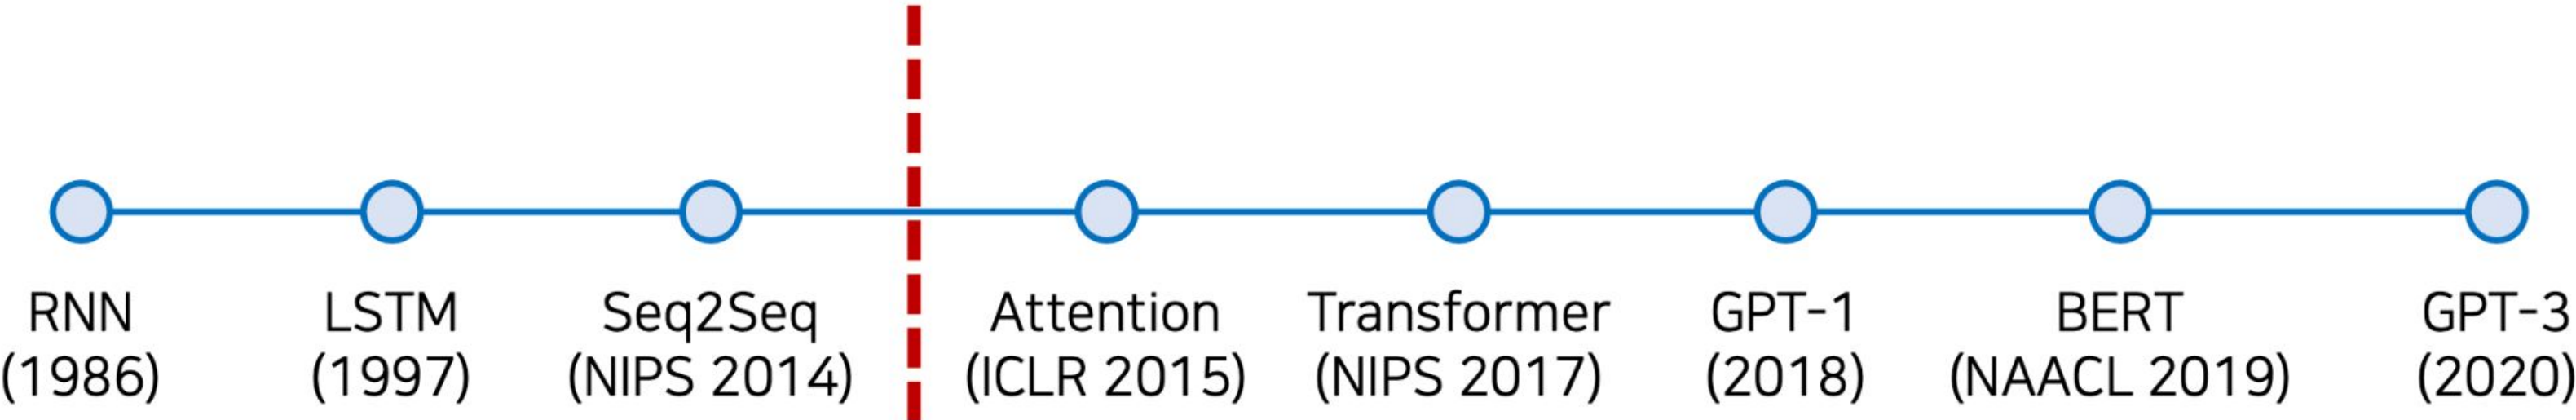 RNN
(1986)
LSTM
(1997)
Seq2Seq
(NIPS 2014)
Attention
(ICLR 2015)
Transformer
(NIPS 2017)
GPT-1
(2018)
BERT
(NAACL 2019)
GPT-3
(2020)